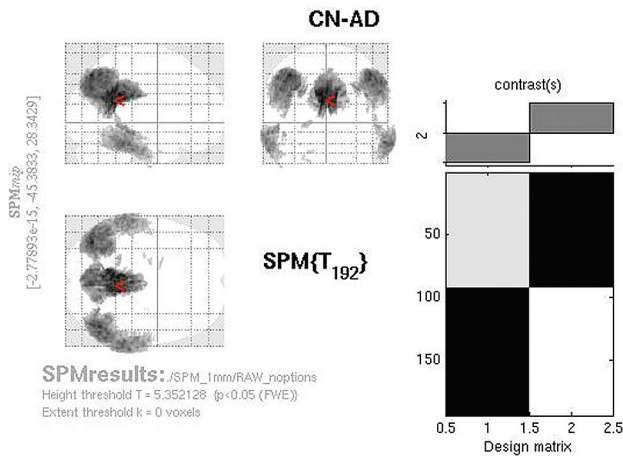 CN-AD
SPMmip
[-2.77893e-15, -45.3833, 28.3429]
<
<
<
SPM{T192}
SPMresults: ./SPM_1mm/RAW_noptions
Height threshold T = 5.352128 (p<0.05 (FWE))
Extent threshold k = 0 voxels
contrast(s)
2
50
100
150
0.5 1 1.5 2 2.5
Design matrix